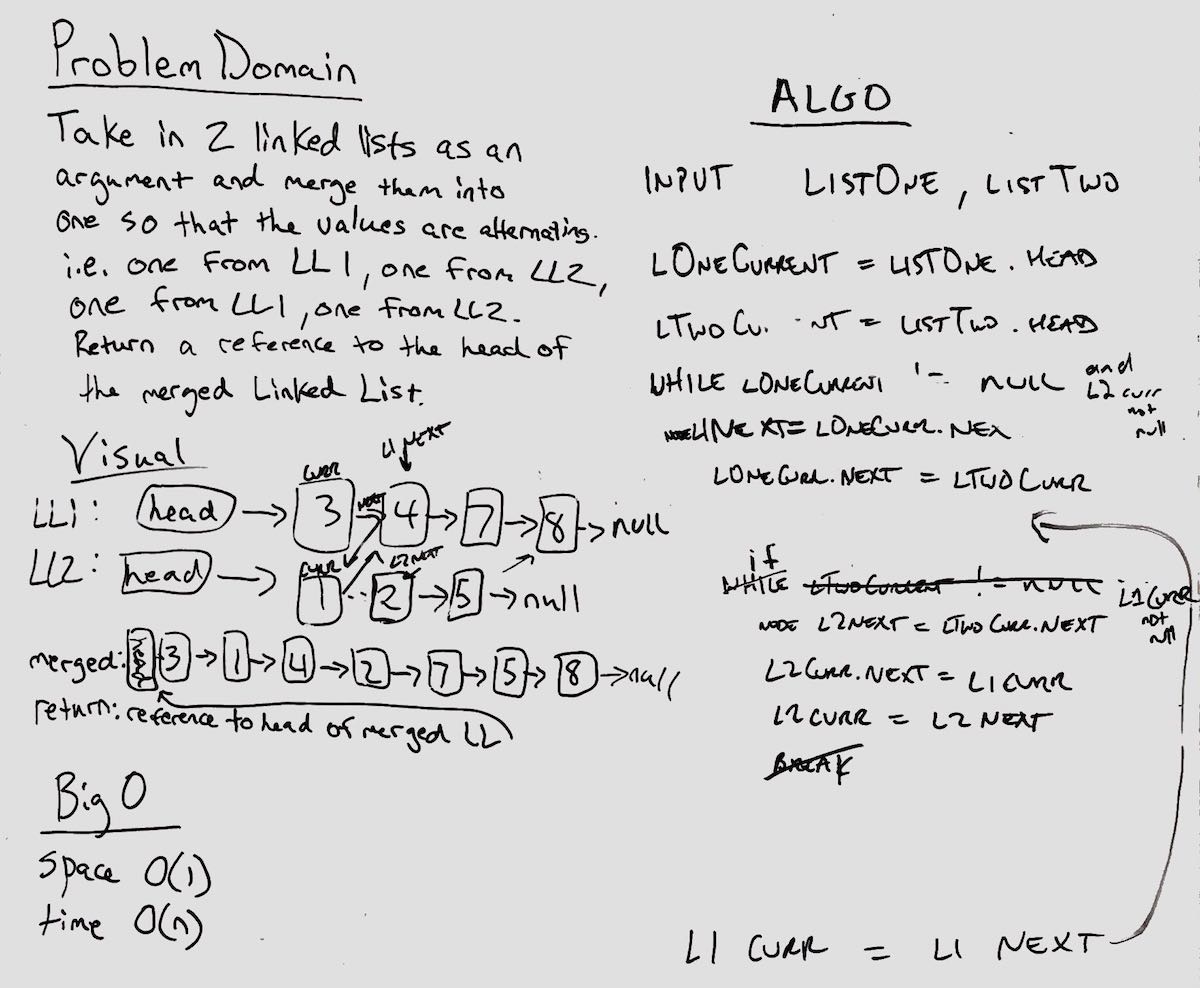 Problem Domain
Take in 2 linked lists as an
argument and merge them into
one so that the values are alternating.
i.e. one from LL1, one from LL2,
one from LL1, one from LL2.
Return a reference to the head of
the merged Linked List.
Visual
CURR
L1 NEXT
LL1: head 3 NEXT 4 7 8 null
CURR
L2 NEXT
LL2: head 1 2 5 null
merged: 3 1 4 2 7 5 8 null
return: reference to head of merged LL
Big O
Space O(1)
time O(n)
ALGO
INPUT LISTONE, LISTTWO
LONECURRENT = LISTONE.HEAD
LTWOCU. NT = LISTTWO.HEAD
WHILE LONECURRENT != NULL and
L2 curr
not
null
NODE L1NEXT = LONECURR.NEX
LONECURR.NEXT = LTWOCURR
if
WHILE LTWOCURRENT != NULL L1CURR
not
null
NODE L2NEXT = LTWOCURR.NEXT
L2CURR.NEXT = L1CURR
L2CURR = L2NEXT
BREAK
L1 CURR = L1 NEXT